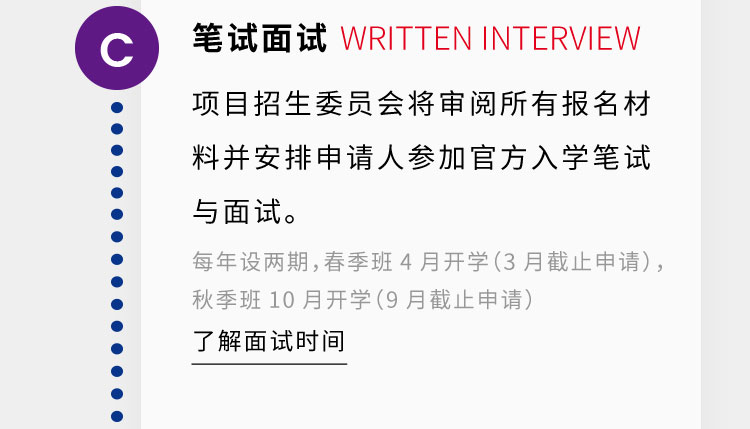 C
笔试面试 WRITTEN INTERVIEW
项目招生委员会将审阅所有报名材
料并安排申请人参加官方入学笔试
与面试。
每年设两期，春季班 4 月开学（3 月截止申请），
秋季班 10 月开学（9 月截止申请）
了解面试时间